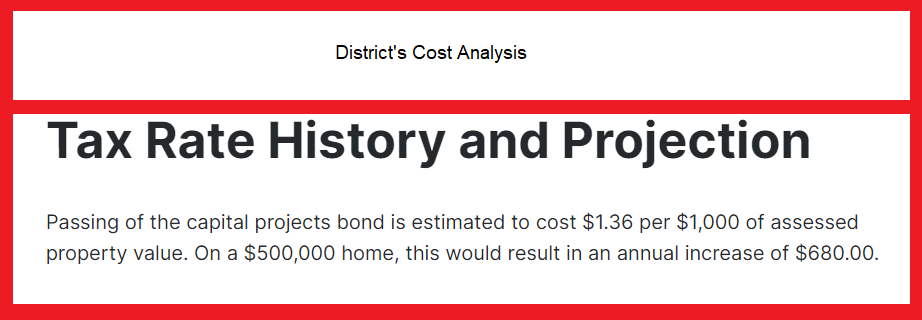 District's Cost Analysis
Tax Rate History and Projection
Passing of the capital projects bond is estimated to cost $1.36 per $1,000 of assessed
property value. On a $500,000 home, this would result in an annual increase of $680.00.